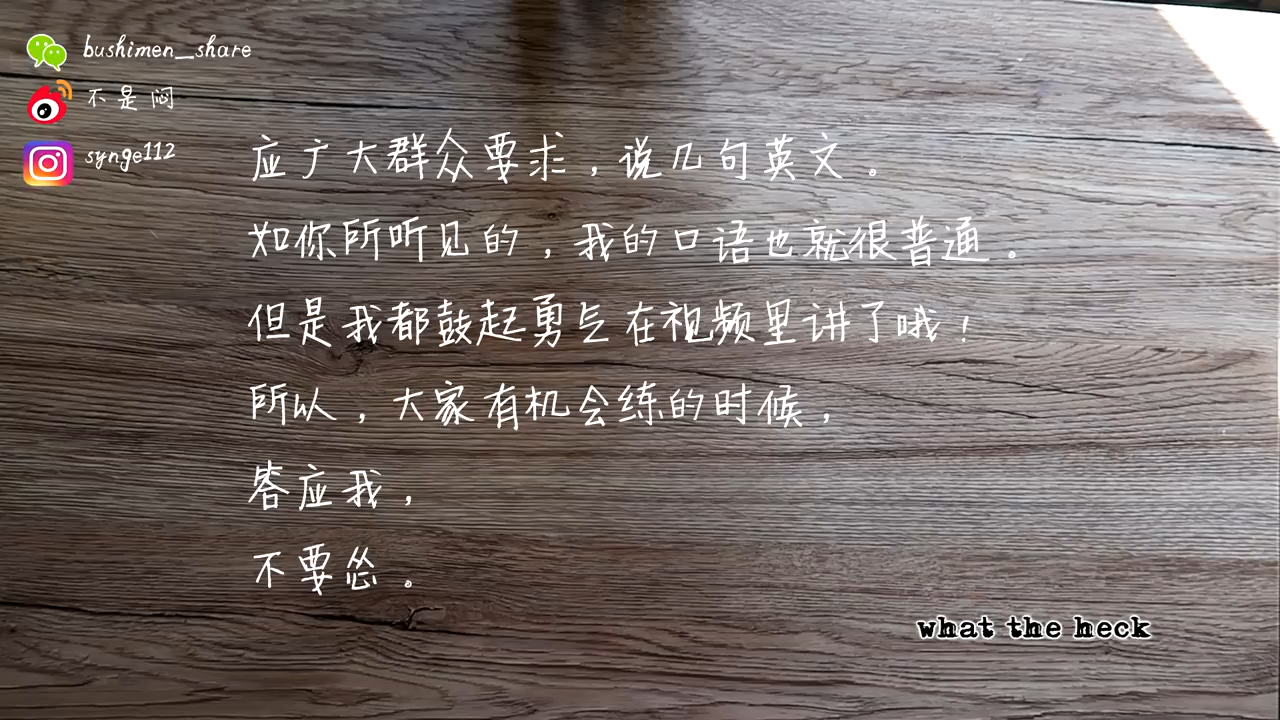 bushimen_share
不是闷
synge112
应广大群众要求，说几句英文。
如你所听见的，我的口语也就很普通。
但是我都鼓起勇气在视频里讲了哦！
所以，大家有机会练的时候，
答应我，
不要怂。
what the heck